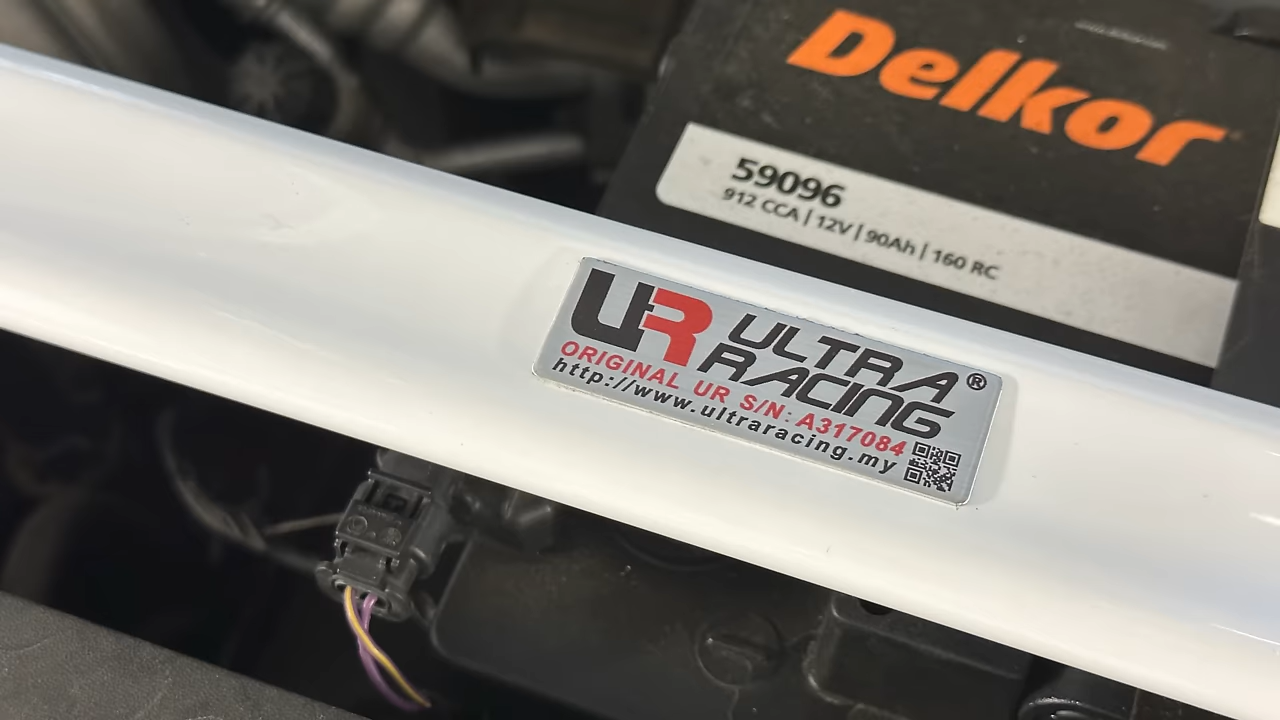 Delkor
59096
912 CCA | 12V | 90Ah | 160 RC
UR ULTRA RACING®
ORIGINAL UR S/N: A317084
http://www.ultraracing.my